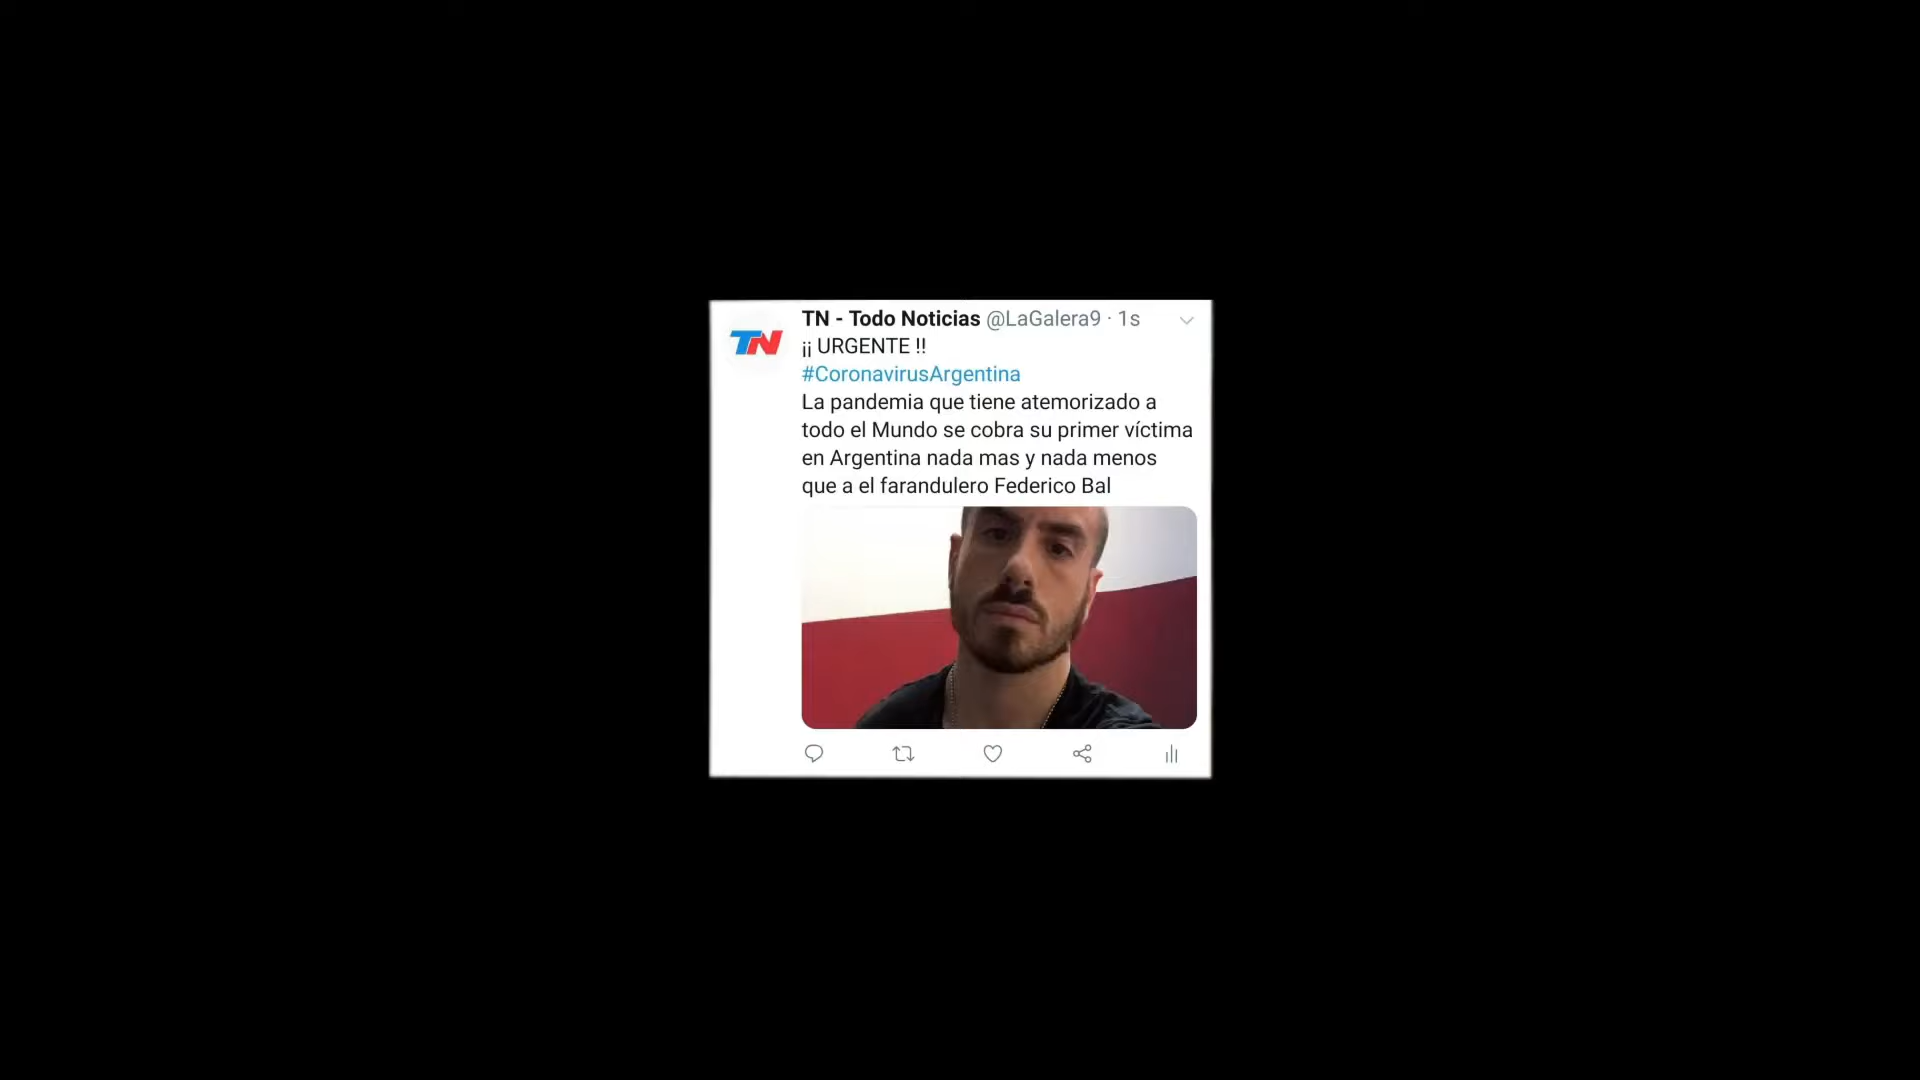 TN - Todo Noticias @LaGalera9 · 1s
TN
¡¡ URGENTE !!
#CoronavirusArgentina
La pandemia que tiene atemorizado a
todo el Mundo se cobra su primer víctima
en Argentina nada mas y nada menos
que a el farandulero Federico Bal